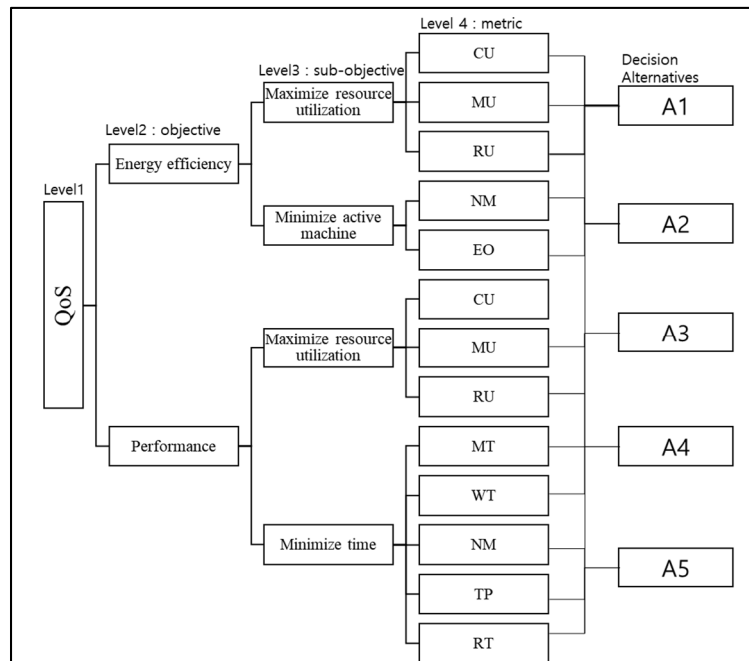 Level 4 : metric
CU
Decision
Alternatives
Level3 : sub-objective
Maximize resource
utilization
MU
A1
Level2 : objective
Energy efficiency
RU
Level1
NM
Minimize active
machine
A2
EO
QoS
CU
Maximize resource
utilization
MU
A3
RU
Performance
MT
A4
WT
Minimize time
NM
A5
TP
RT